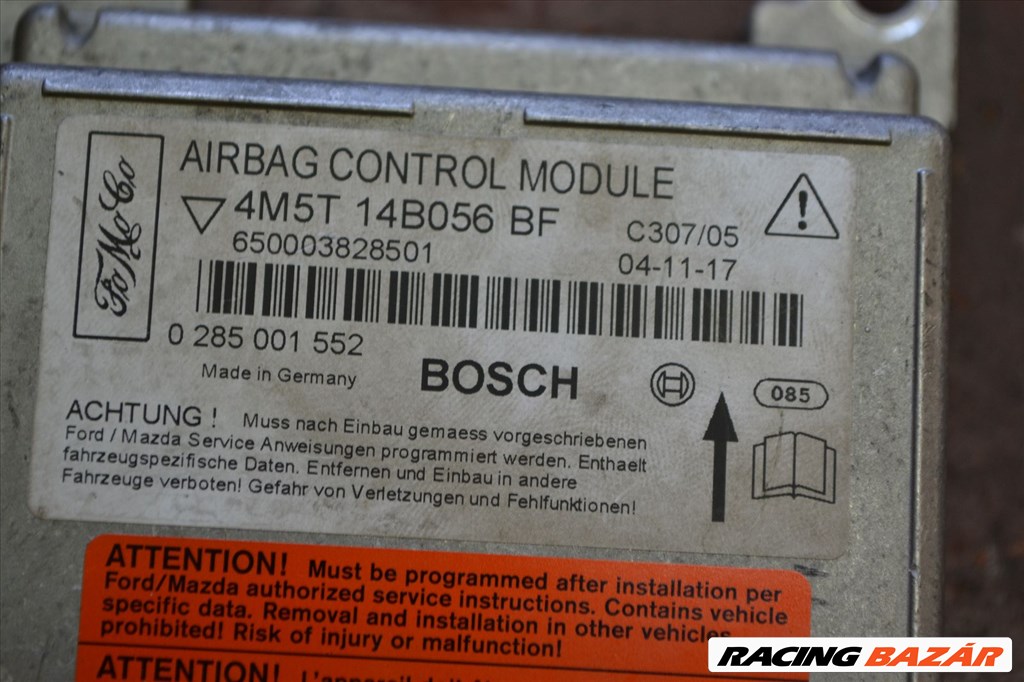 FoMoCo
AIRBAG CONTROL MODULE
4M5T 14B056 BF
C307/05
650003828501
04-11-17
0 285 001 552
Made in Germany
BOSCH
085
ACHTUNG ! Muss nach Einbau gemaess vorgeschriebenen
Ford / Mazda Service Anweisungen programmiert werden. Enthaelt
fahrzeugspezifische Daten. Entfernen und Einbau in andere
Fahrzeuge verboten! Gefahr von Verletzungen und Fehlfunktionen!
ATTENTION! Must be programmed after installation per
Ford/Mazda authorized service instructions. Contains vehicle
specific data. Removal and installation in other vehicles
prohibited! Risk of injury or malfunction!
ATTENTION! L'appareil doit
RACING BAZÁR